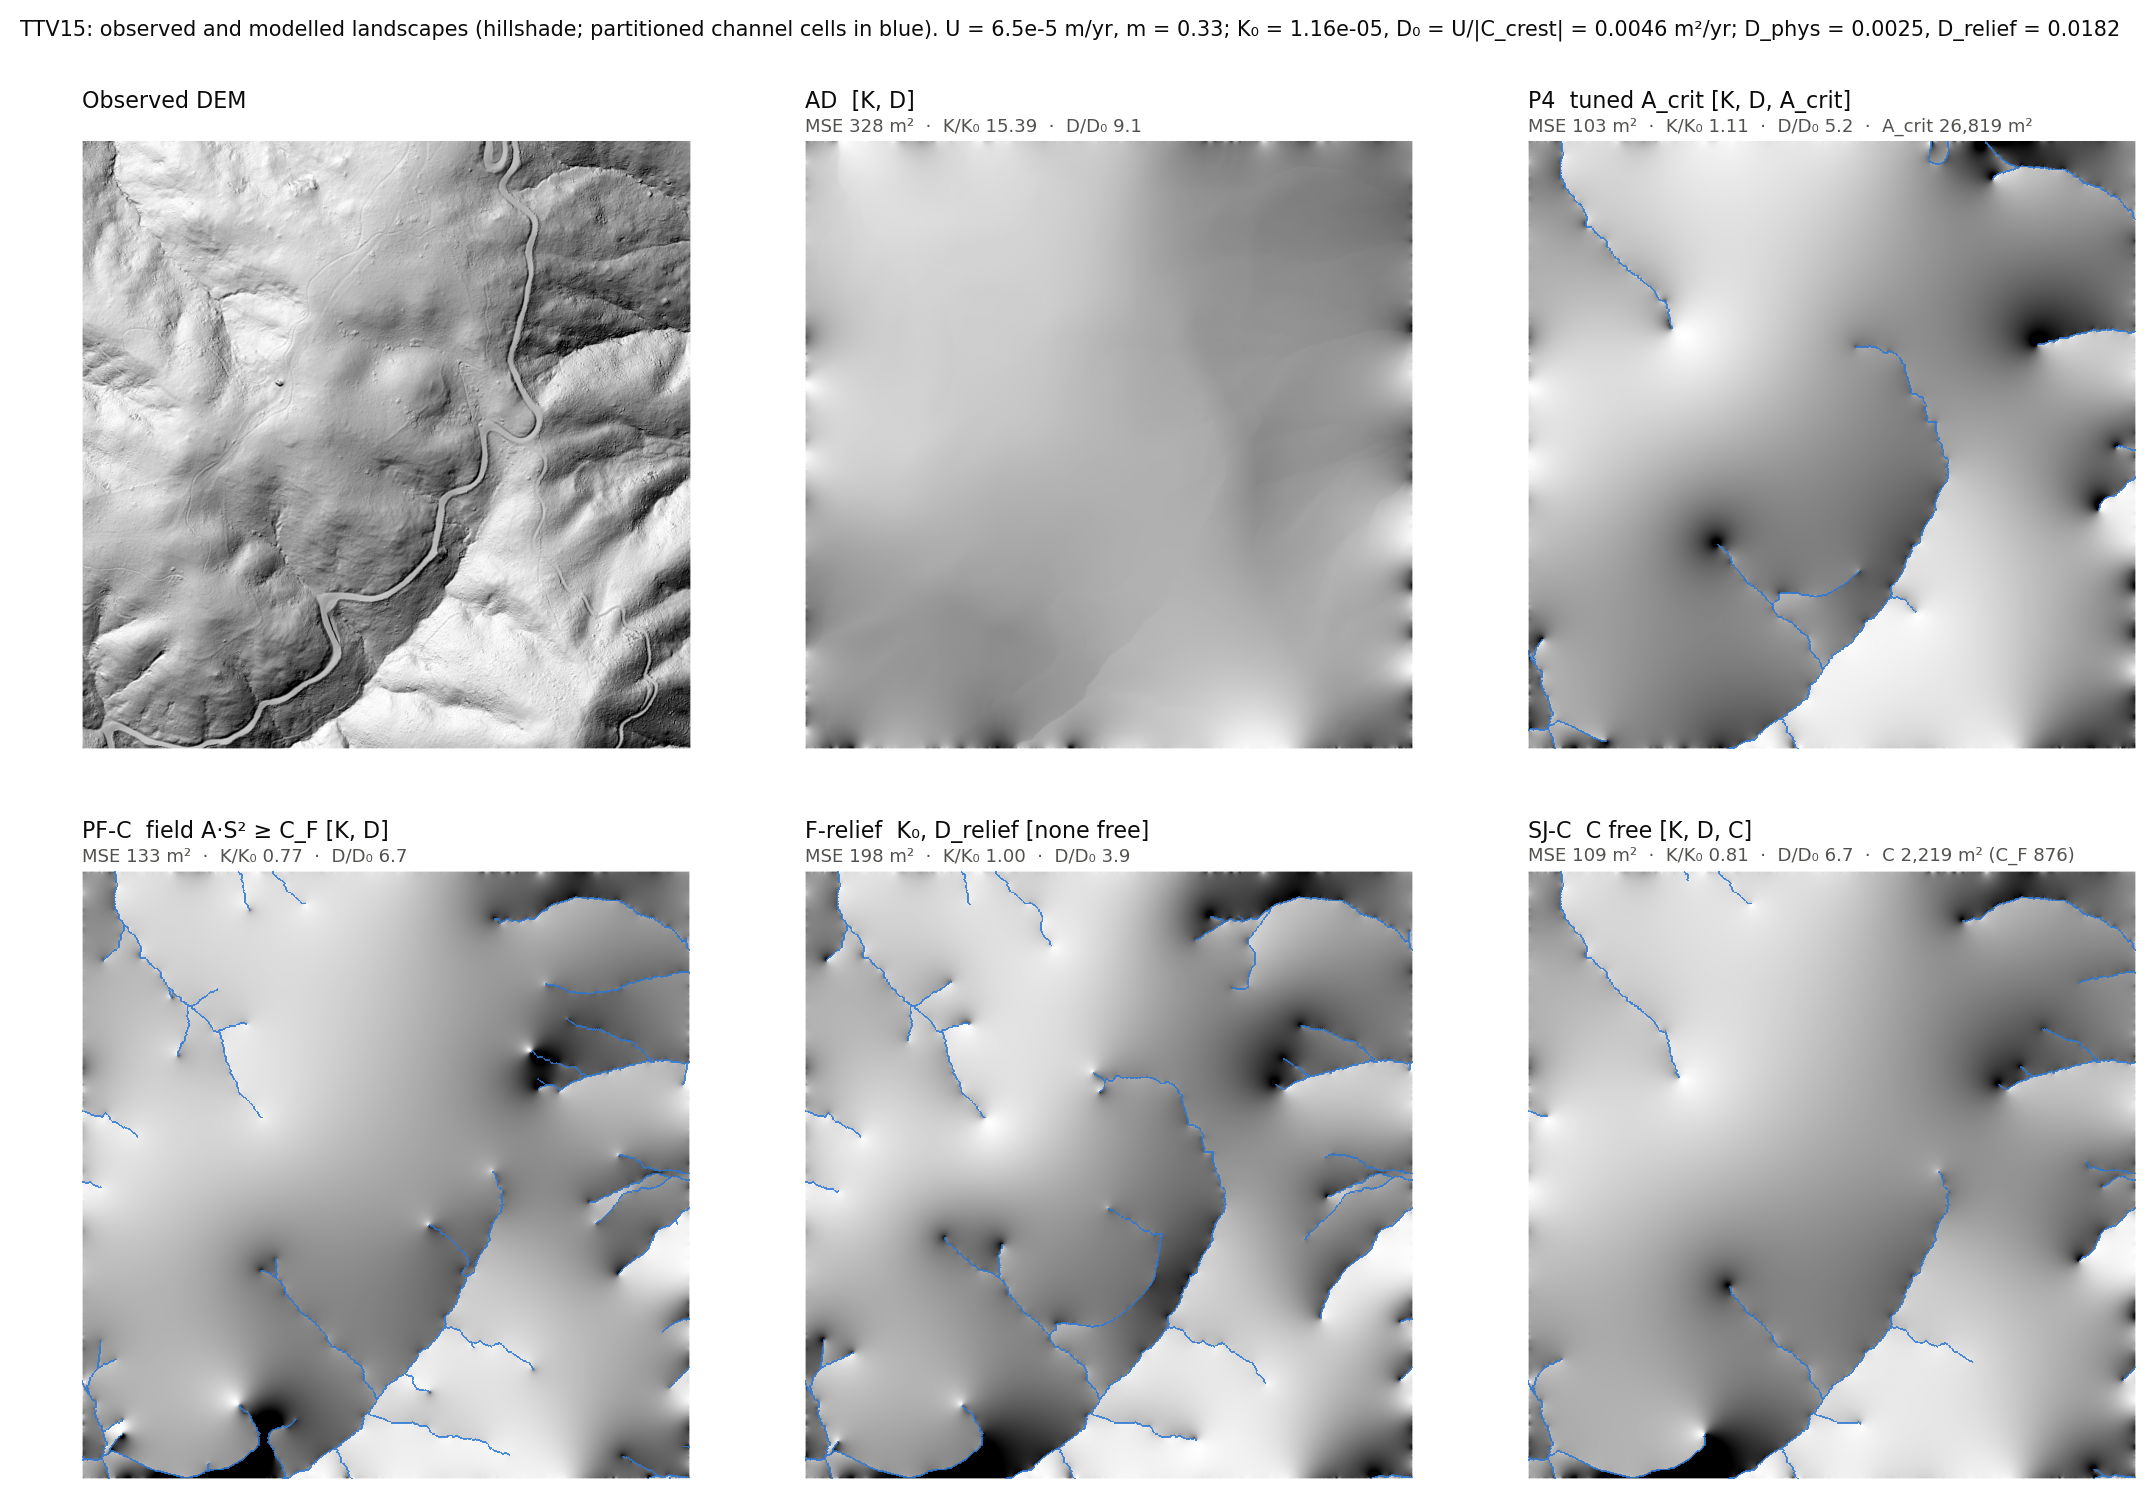 TTV15: observed and modelled landscapes (hillshade; partitioned channel cells in blue). U = 6.5e-5 m/yr, m = 0.33; K₀ = 1.16e-05, D₀ = U/|C_crest| = 0.0046 m²/yr; D_phys = 0.0025, D_relief = 0.0182
Observed DEM
AD [K, D]
MSE 328 m² · K/K₀ 15.39 · D/D₀ 9.1
P4 tuned A_crit [K, D, A_crit]
MSE 103 m² · K/K₀ 1.11 · D/D₀ 5.2 · A_crit 26,819 m²
PF-C field A·S² ≥ C_F [K, D]
MSE 133 m² · K/K₀ 0.77 · D/D₀ 6.7
F-relief K₀, D_relief [none free]
MSE 198 m² · K/K₀ 1.00 · D/D₀ 3.9
SJ-C C free [K, D, C]
MSE 109 m² · K/K₀ 0.81 · D/D₀ 6.7 · C 2,219 m² (C_F 876)